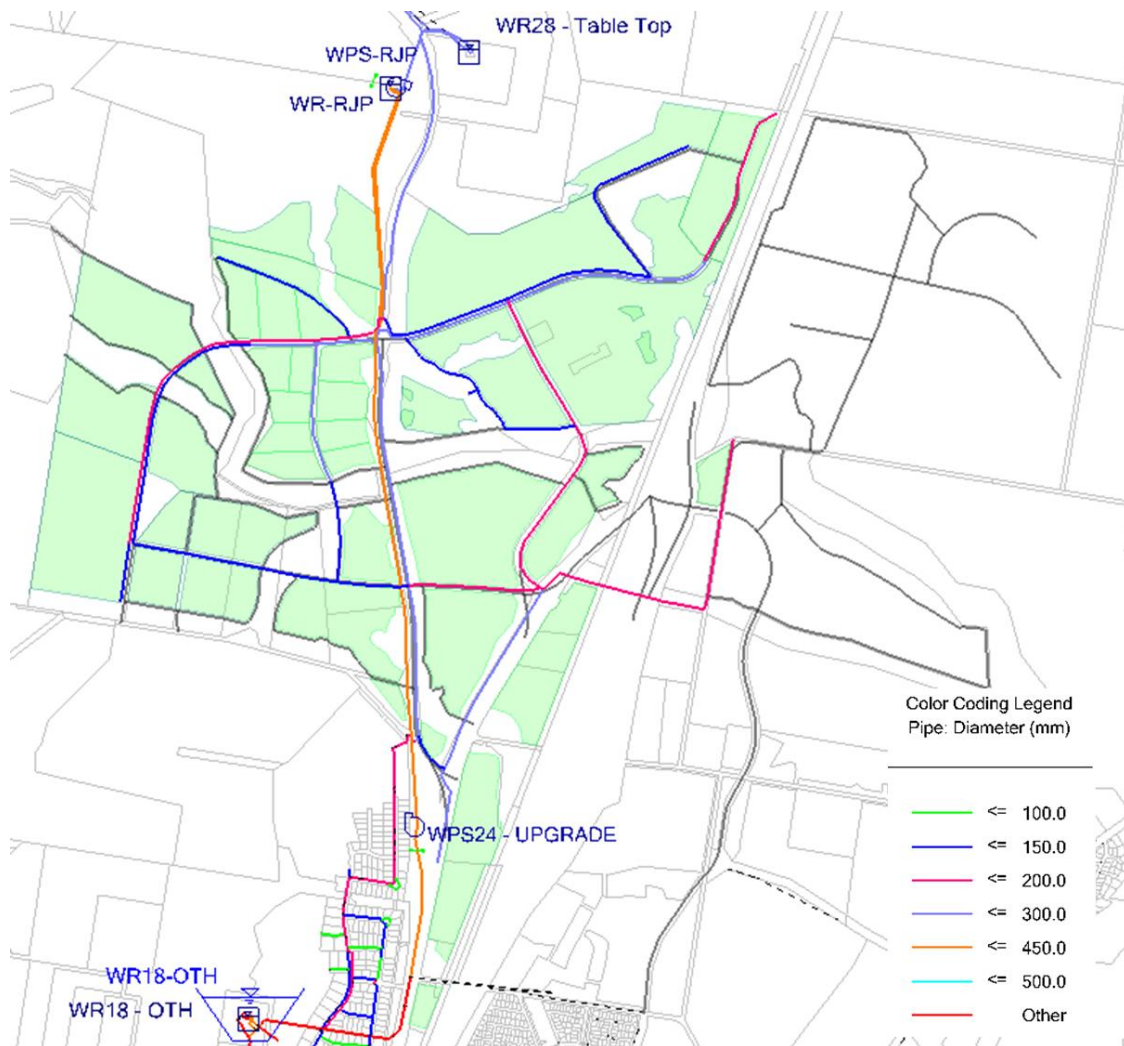 WR28 - Table Top
WPS-RJP
WR-RJP
Color Coding Legend
Pipe: Diameter (mm)
<= 100.0
<= 150.0
<= 200.0
<= 300.0
<= 450.0
<= 500.0
Other
WPS24 - UPGRADE
WR18-OTH
WR18 - OTH